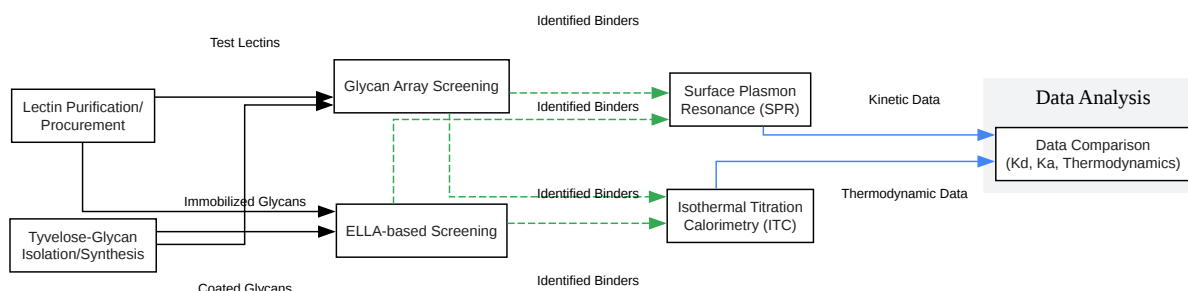 Identified Binders
Test Lectins
Glycan Array Screening
Lectin Purification/
Procurement
Identified Binders
Surface Plasmon
Resonance (SPR)
Kinetic Data
Data Analysis
Data Comparison
(Kd, Ka, Thermodynamics)
Immobilized Glycans
Identified Binders
Thermodynamic Data
Tyvelose-Glycan
Isolation/Synthesis
ELLA-based Screening
Isothermal Titration
Calorimetry (ITC)
Identified Binders
Coated Glycans